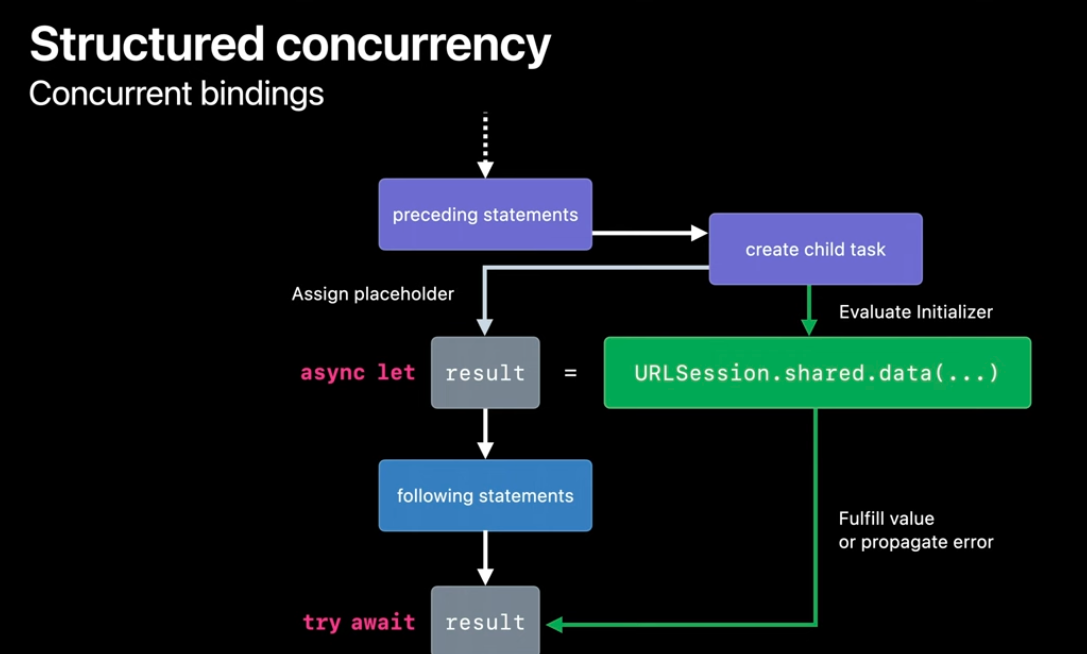 Structured concurrency
Concurrent bindings
preceding statements
create child task
Assign placeholder
Evaluate Initializer
async let result = URLSession.shared.data(...)
following statements
Fulfill value
or propagate error
try await result